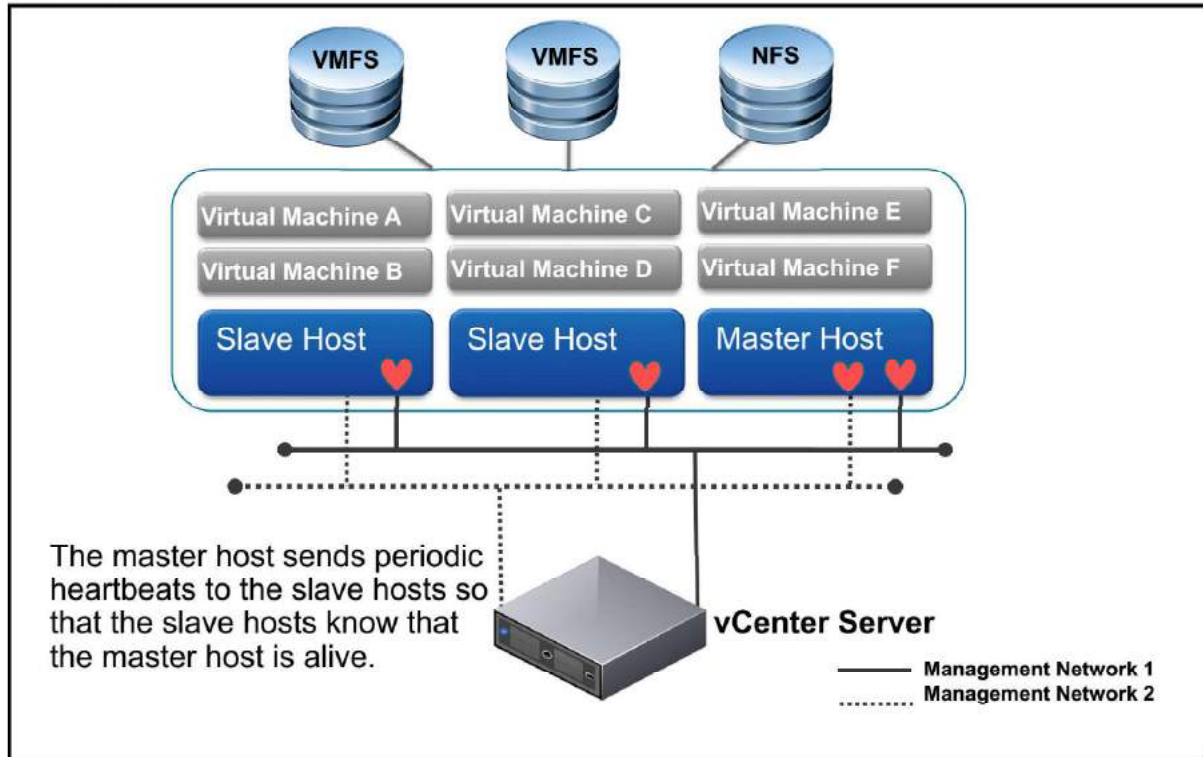 VMFS
VMFS
NFS
Virtual Machine A
Virtual Machine C
Virtual Machine E
Virtual Machine B
Virtual Machine D
Virtual Machine F
Slave Host
Slave Host
Master Host
The master host sends periodic
heartbeats to the slave hosts so
that the slave hosts know that
the master host is alive.
vCenter Server
Management Network 1
Management Network 2